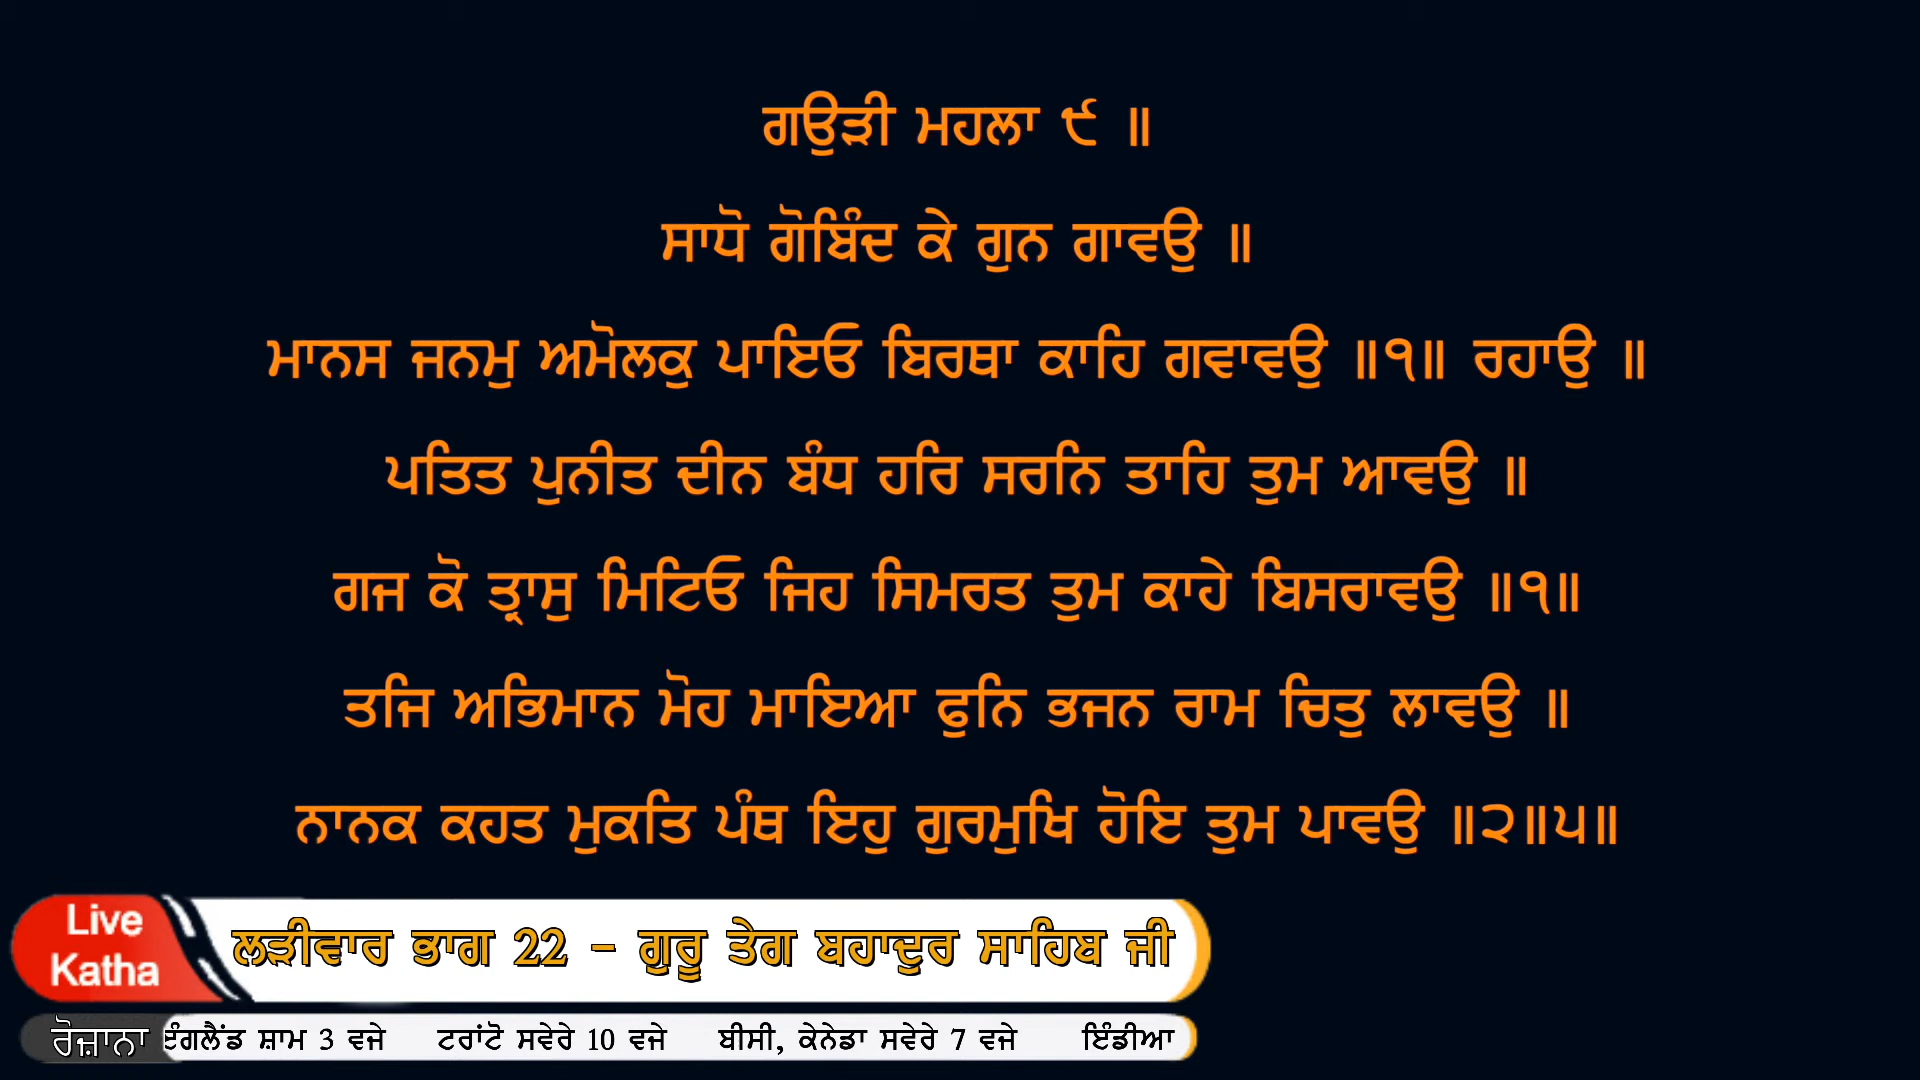 ਗਉੜੀ ਮਹਲਾ ੯ ॥
ਸਾਧੋ ਗੋਬਿੰਦ ਕੇ ਗੁਨ ਗਾਵਉ ॥
ਮਾਨਸ ਜਨਮੁ ਅਮੋਲਕੁ ਪਾਇਓ ਬਿਰਥਾ ਕਾਹਿ ਗਵਾਵਉ ॥੧॥ ਰਹਾਉ ॥
ਪਤਿਤ ਪੁਨੀਤ ਦੀਨ ਬੰਧ ਹਰਿ ਸਰਨਿ ਤਾਹਿ ਤੁਮ ਆਵਉ ॥
ਗਜ ਕੋ ਤ੍ਰਾਸੁ ਮਿਟਿਓ ਜਿਹ ਸਿਮਰਤ ਤੁਮ ਕਾਹੇ ਬਿਸਰਾਵਉ ॥੧॥
ਤਜਿ ਅਭਿਮਾਨ ਮੋਹ ਮਾਇਆ ਫੁਨਿ ਭਜਨ ਰਾਮ ਚਿਤੁ ਲਾਵਉ ॥
ਨਾਨਕ ਕਹਤ ਮੁਕਤਿ ਪੰਥ ਇਹੁ ਗੁਰਮੁਖਿ ਹੋਇ ਤੁਮ ਪਾਵਉ ॥੨॥੫॥
Live
Katha
ਲੜੀਵਾਰ ਭਾਗ 22 - ਗੁਰੂ ਤੇਗ ਬਹਾਦੁਰ ਸਾਹਿਬ ਜੀ
ਰੋਜ਼ਾਨਾ ਇੰਗਲੈਂਡ ਸ਼ਾਮ 3 ਵਜੇ ਟਰਾਂਟੋ ਸਵੇਰੇ 10 ਵਜੇ ਬੀਸੀ, ਕੇਨੇਡਾ ਸਵੇਰੇ 7 ਵਜੇ ਇੰਡੀਆ